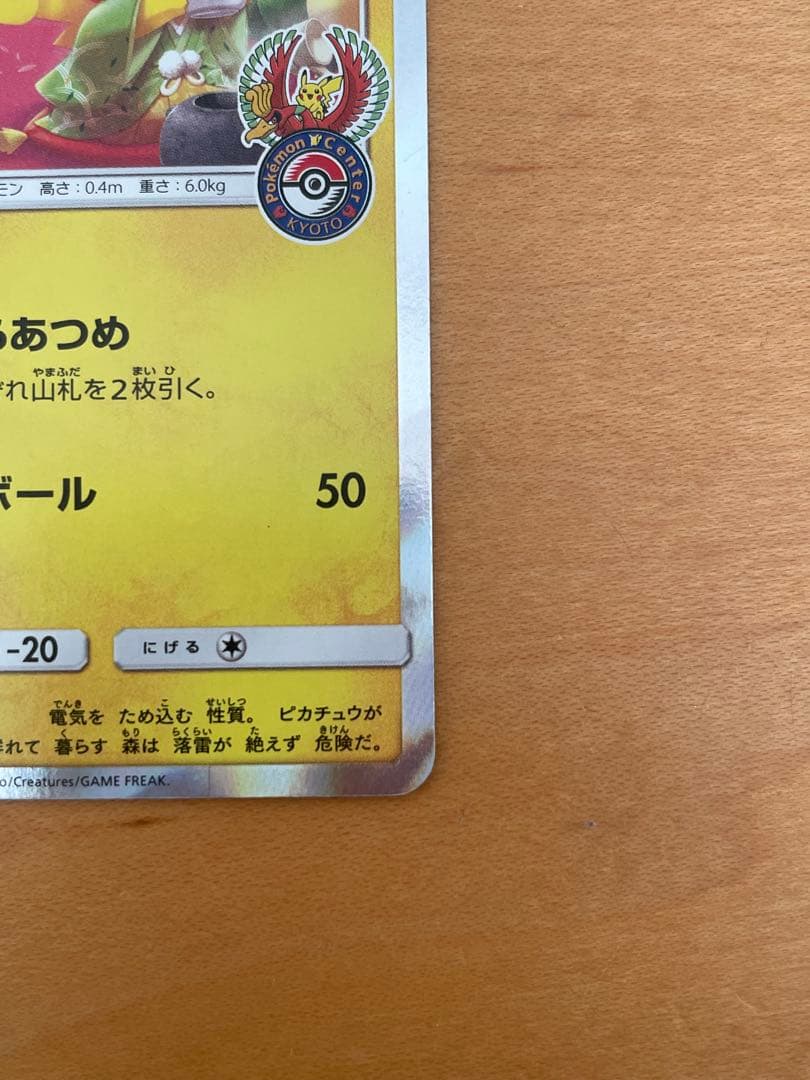 Pokémon Center
KYOTO
モン 高さ：0.4m 重さ：6.0kg
あつめ
やまふだ まい ひ
れ山札を2枚引く。
ボール 50
-20
にげる
でんき こ せいしつ
電気を ため込む 性質。 ピカチュウが
く もり らくらい た きけん
れて 暮らす 森は 落雷が 絶えず 危険だ。
o/Creatures/GAME FREAK.